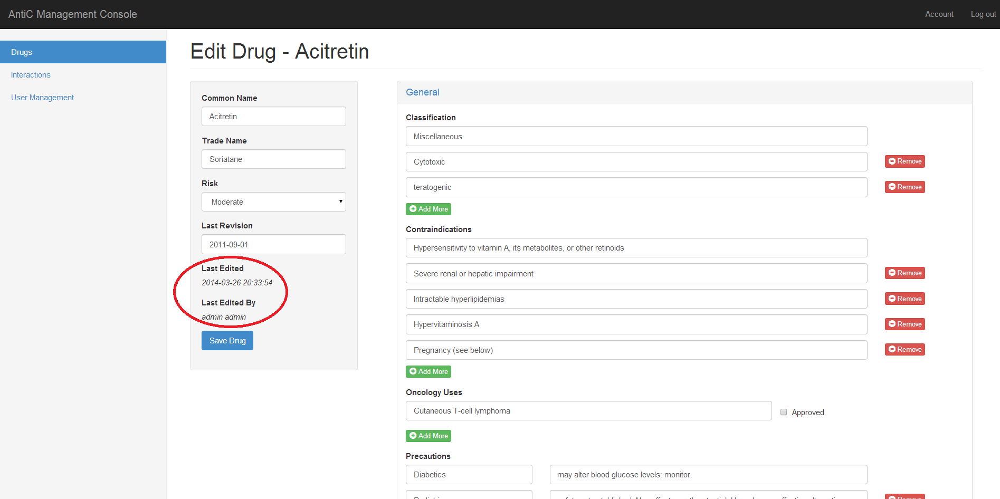 AntiC Management Console
Account
Log out
Drugs
Interactions
User Management
Edit Drug - Acitretin
Common Name
Acitretin
Trade Name
Soriatane
Risk
Moderate
Last Revision
2011-09-01
Last Edited
2014-03-26 20:33:54
Last Edited By
admin admin
Save Drug
General
Classification
Miscellaneous
Cytotoxic
Remove
teratogenic
Remove
Add More
Contraindications
Hypersensitivity to vitamin A, its metabolites, or other retinoids
Severe renal or hepatic impairment
Remove
Intractable hyperlipidemias
Remove
Hypervitaminosis A
Remove
Pregnancy (see below)
Remove
Add More
Oncology Uses
Cutaneous T-cell lymphoma
Approved
Add More
Precautions
Diabetics
may alter blood glucose levels: monitor.
Remove